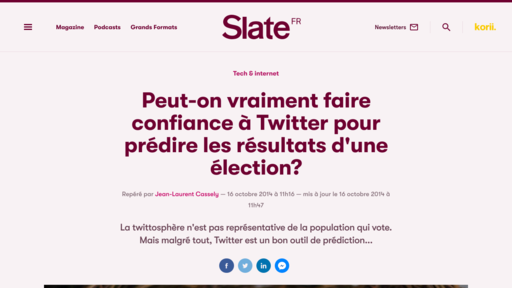 Magazine Podcasts Grands Formats Slate FR Newsletters korii.
Tech & internet
Peut-on vraiment faire
confiance à Twitter pour
prédire les résultats d'une
élection?
Repéré par Jean-Laurent Cassely — 16 octobre 2014 à 11h16 — mis à jour le 16 octobre 2014 à
11h47
La twittosphère n'est pas représentative de la population qui vote.
Mais malgré tout, Twitter est un bon outil de prédiction...